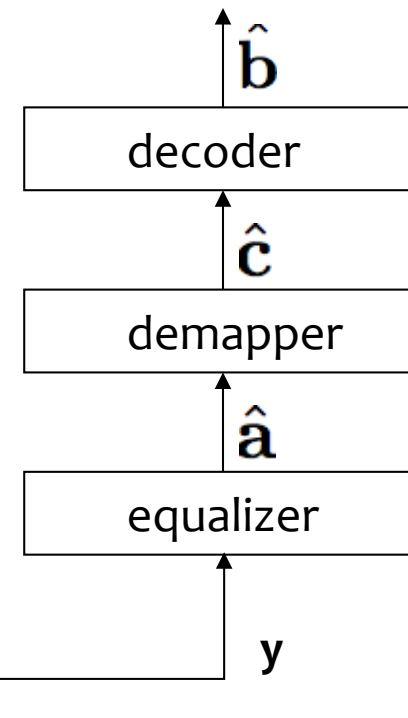 b̂
decoder
ĉ
demapper
â
equalizer
y